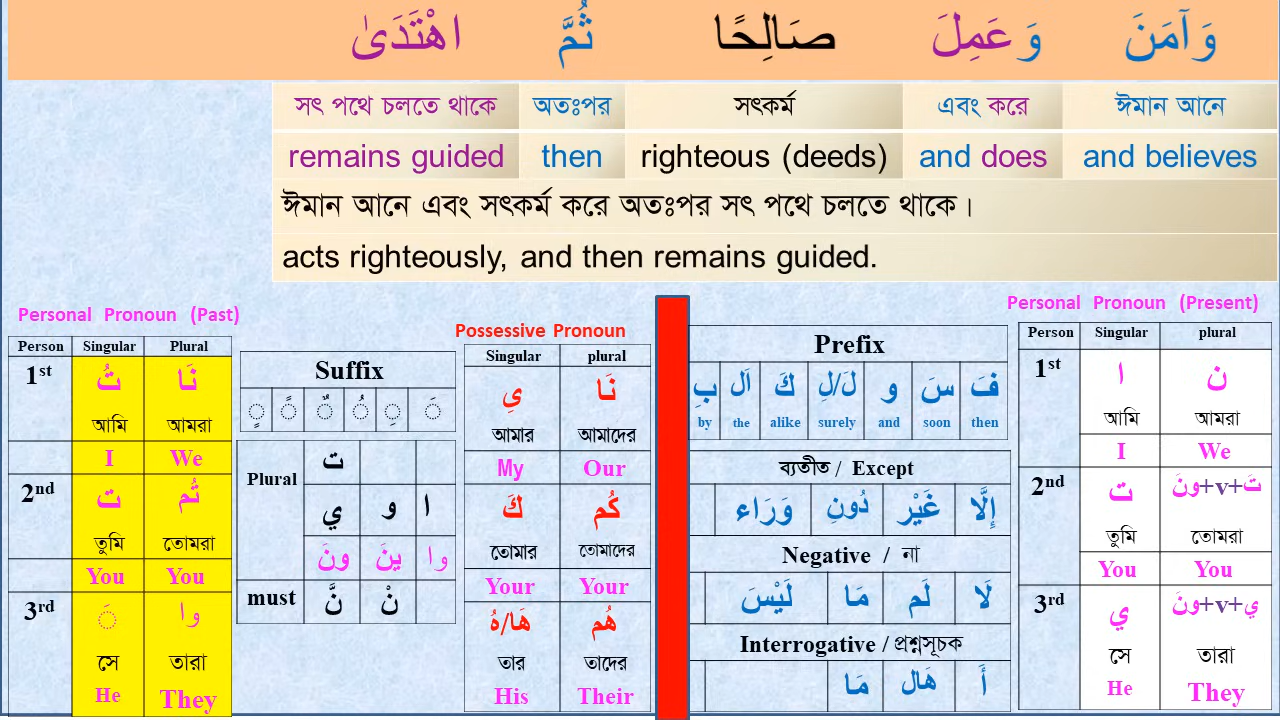 وَآمَنَ وَعَمِلَ صَالِحًا ثُمَّ اهْتَدَىٰ
সৎ পথে চলতে থাকে অতঃপর সৎকর্ম এবং করে ঈমান আনে
remains guided then righteous (deeds) and does and believes
ঈমান আনে এবং সৎকর্ম করে অতঃপর সৎ পথে চলতে থাকে।
acts righteously, and then remains guided.
Personal Pronoun (Past)
Person Singular Plural
1st تُ نَا
আমি আমরা
I We
2nd ت تُم
তুমি তোমরা
You You
3rd َ وا
সে তারা
He They
Suffix
ٍ ً ٌ ُ ِ َ
Plural ت
ي و ا
ونَ ينَ وا
must نَّ نْ
Possessive Pronoun
Singular plural
يِ نَا
আমার আমাদের
My Our
كَ كُم
তোমার তোমাদের
Your Your
هَا/هُ هُم
তার তাদের
His Their
Prefix
بِ اَل كَ لَ/لِ و سَ فَ
by the alike surely and soon then
ব্যতীত / Except
وَرَاء دُونِ غَيْر إِلَّا
Negative / না
لَيْسَ مَا لَم لَا
Interrogative / প্রশ্নসূচক
مَا هَال أَ
Personal Pronoun (Present)
Person Singular plural
1st ا ن
আমি আমরা
I We
2nd ت تَ+v+ونَ
তুমি তোমরা
You You
3rd ي ي+v+ونَ
সে তারা
He They